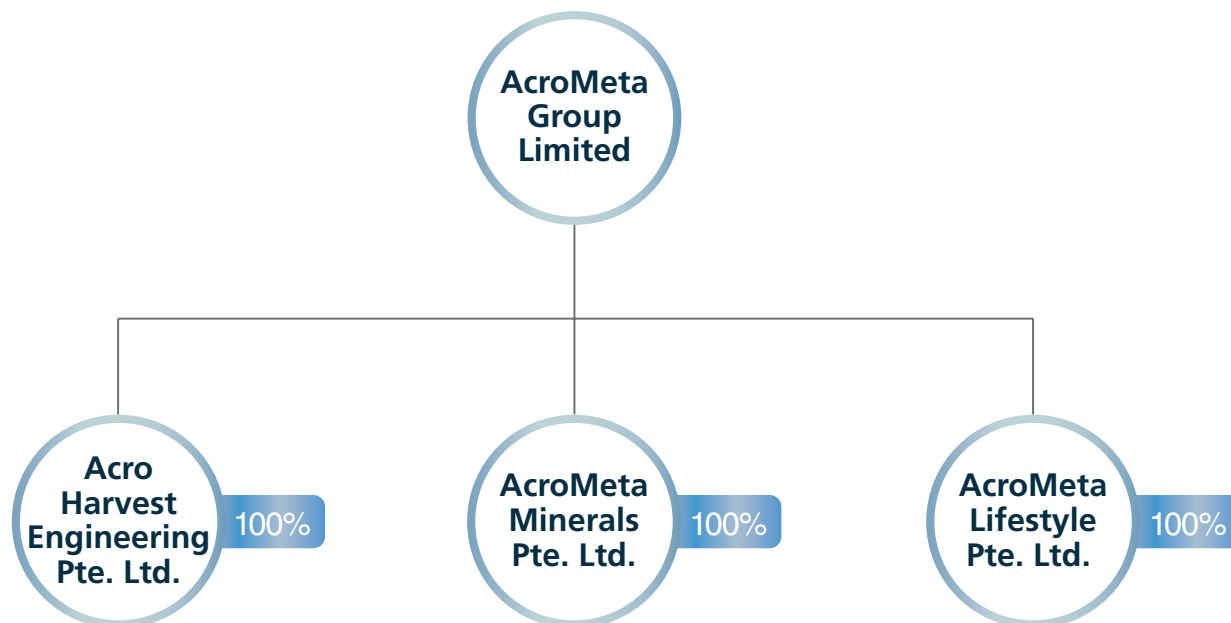 AcroMeta
Group
Limited
Acro
Harvest
Engineering
Pte. Ltd.
100%
AcroMeta
Minerals
Pte. Ltd.
100%
AcroMeta
Lifestyle
Pte. Ltd.
100%